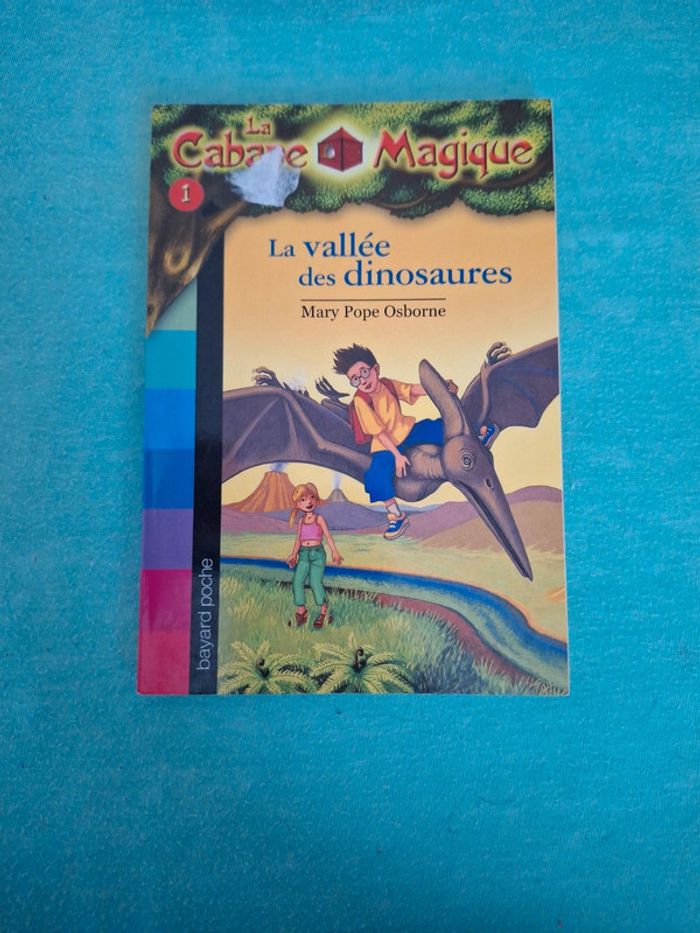 La
Cabane Magique
1
La vallée
des dinosaures
Mary Pope Osborne
bayard poche